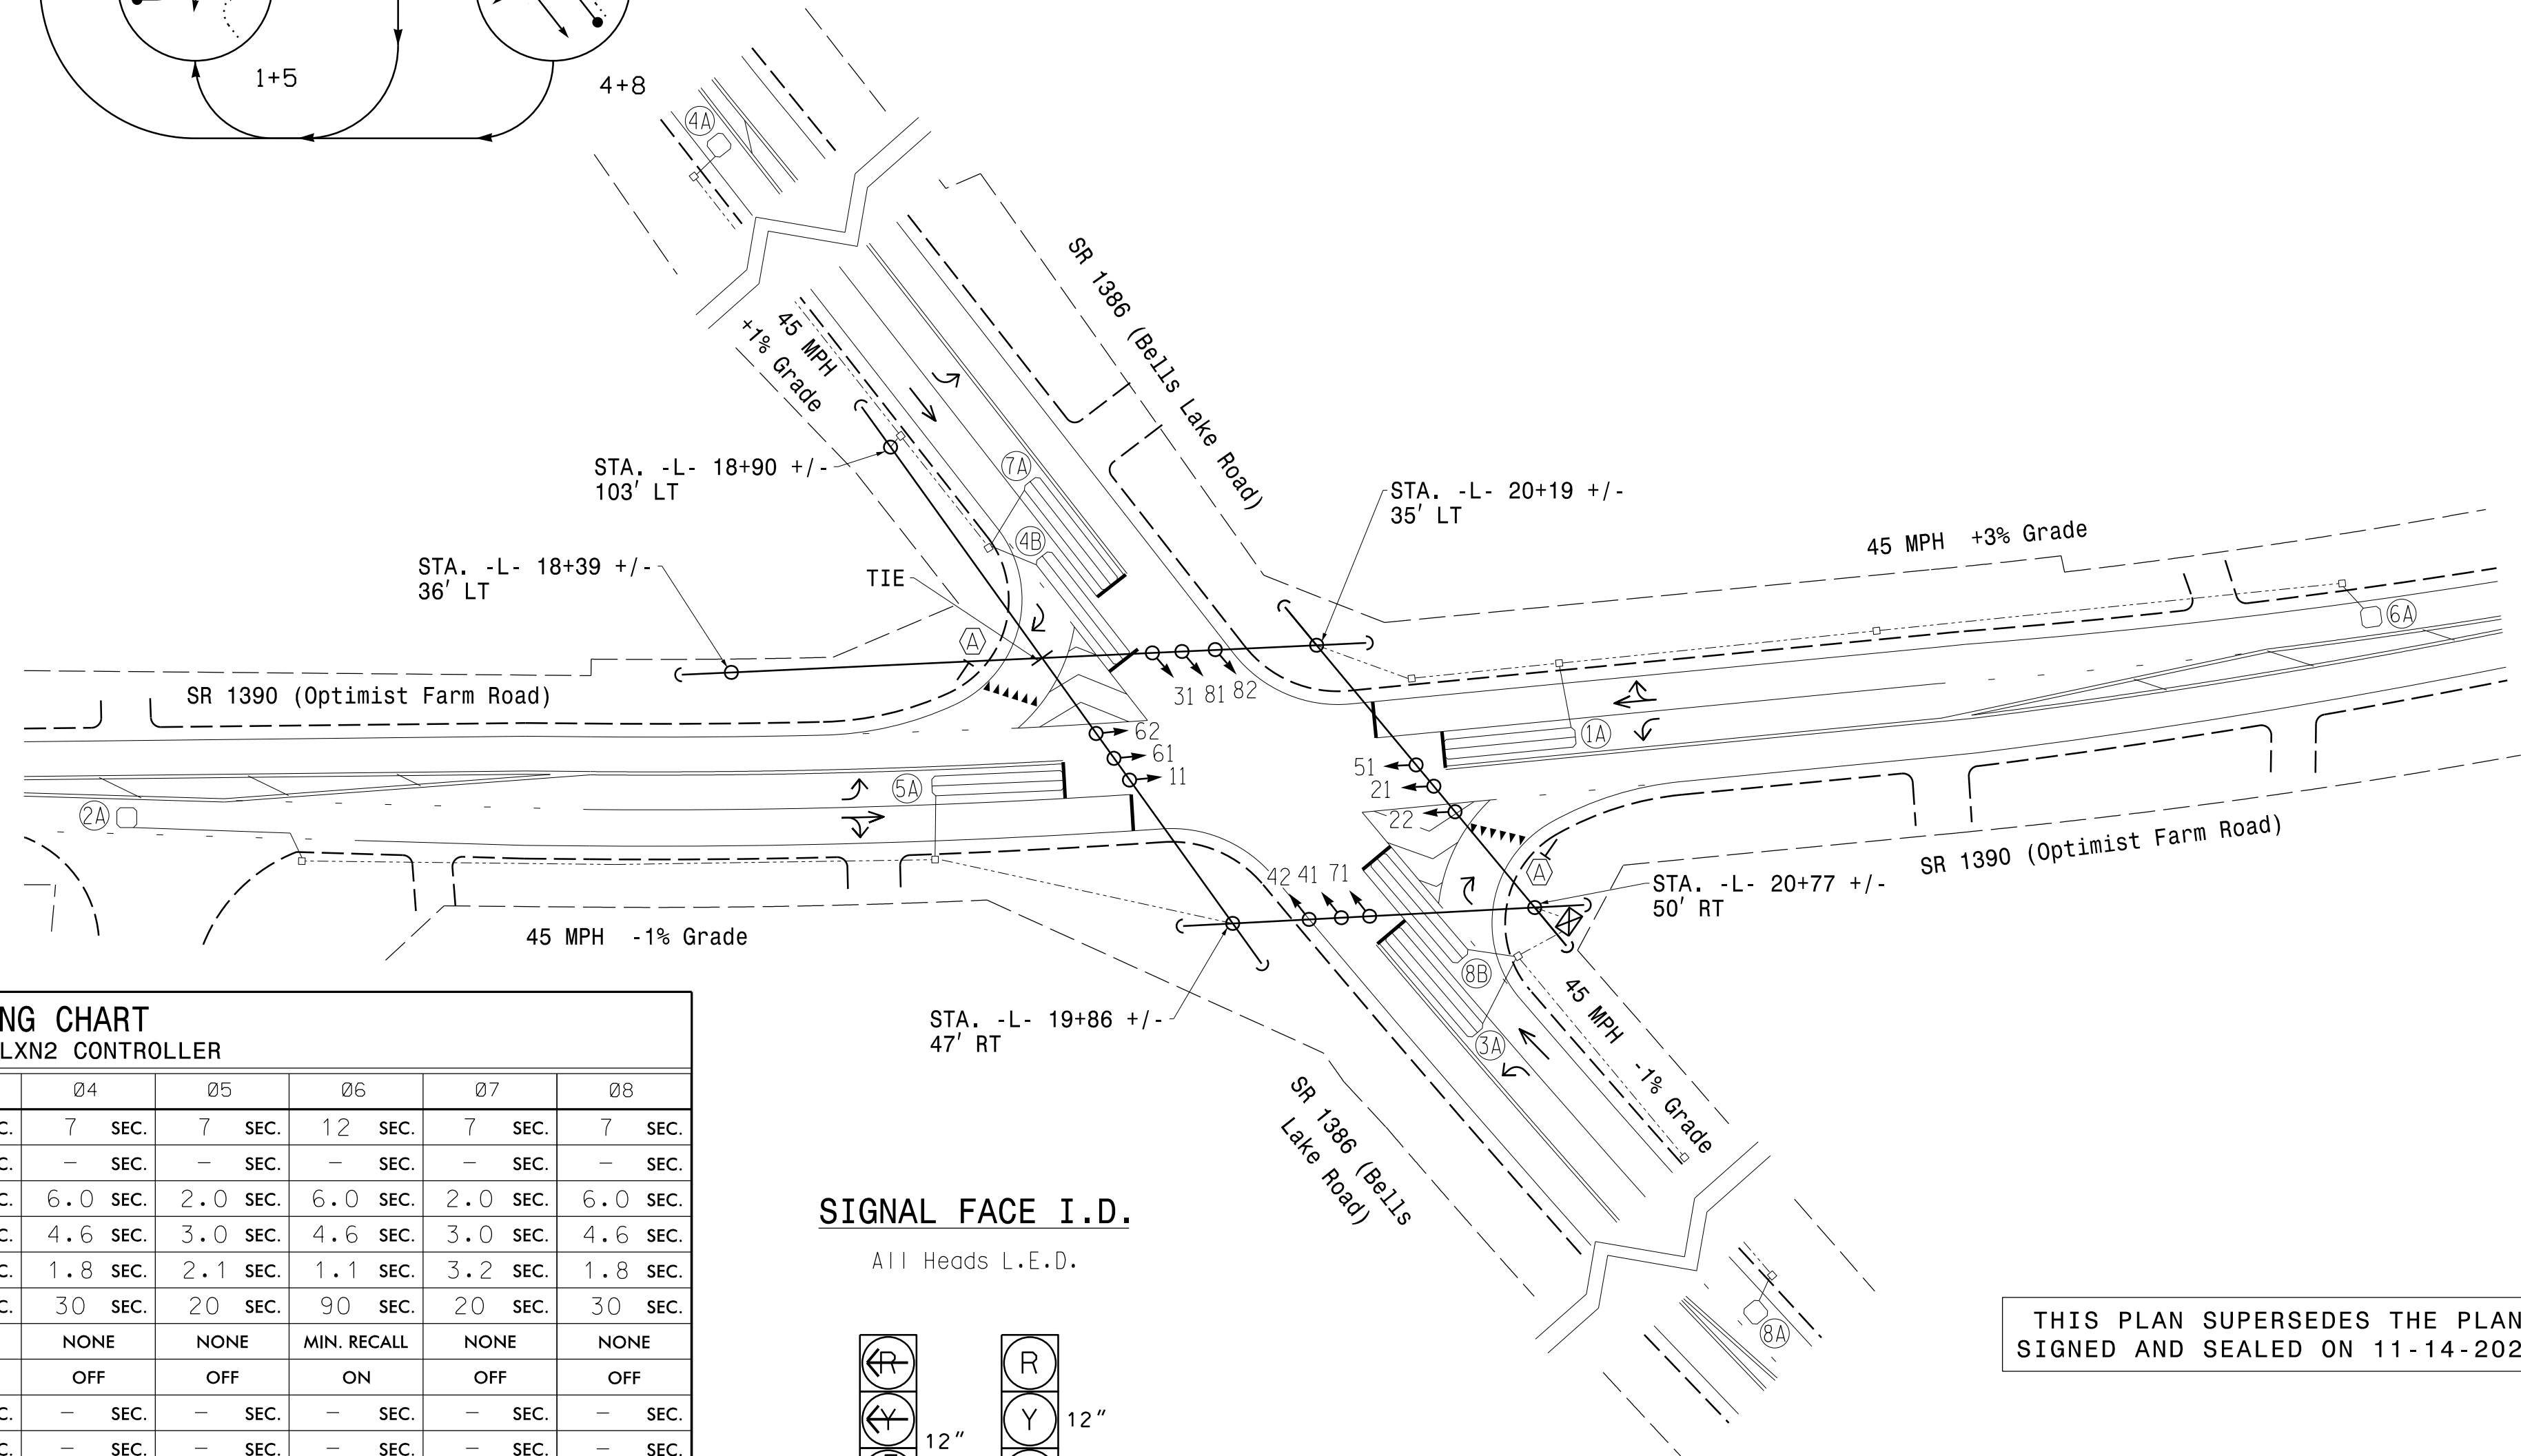 1+5
4+8
4A
SR 1386 (Bells Lake Road)
45 MPH
+1% Grade
7A
4B
STA. -L- 18+90 +/-
103' LT
STA. -L- 20+19 +/-
35' LT
45 MPH +3% Grade
STA. -L- 18+39 +/-
36' LT
TIE
6A
A
31 81 82
SR 1390 (Optimist Farm Road)
62
61
11
1A
51
21
22
5A
2A
42 41 71
A
SR 1390 (Optimist Farm Road)
STA. -L- 20+77 +/-
50' RT
45 MPH -1% Grade
8B
3A
45 MPH -1% Grade
STA. -L- 19+86 +/-
47' RT
SR 1386 (Bells
Lake Road)
8A
NG CHART
LXN2 CONTROLLER
Ø4 Ø5 Ø6 Ø7 Ø8
C. 7 SEC. 7 SEC. 12 SEC. 7 SEC. 7 SEC.
C. – SEC. – SEC. – SEC. – SEC. – SEC.
C. 6.0 SEC. 2.0 SEC. 6.0 SEC. 2.0 SEC. 6.0 SEC.
C. 4.6 SEC. 3.0 SEC. 4.6 SEC. 3.0 SEC. 4.6 SEC.
C. 1.8 SEC. 2.1 SEC. 1.1 SEC. 3.2 SEC. 1.8 SEC.
C. 30 SEC. 20 SEC. 90 SEC. 20 SEC. 30 SEC.
NONE NONE MIN. RECALL NONE NONE
OFF OFF ON OFF OFF
C. – SEC. – SEC. – SEC. – SEC. – SEC.
C. – SEC. – SEC. – SEC. – SEC. – SEC.
SIGNAL FACE I.D.
All Heads L.E.D.
R R
Y Y 12"
12"
THIS PLAN SUPERSEDES THE PLAN
SIGNED AND SEALED ON 11-14-202